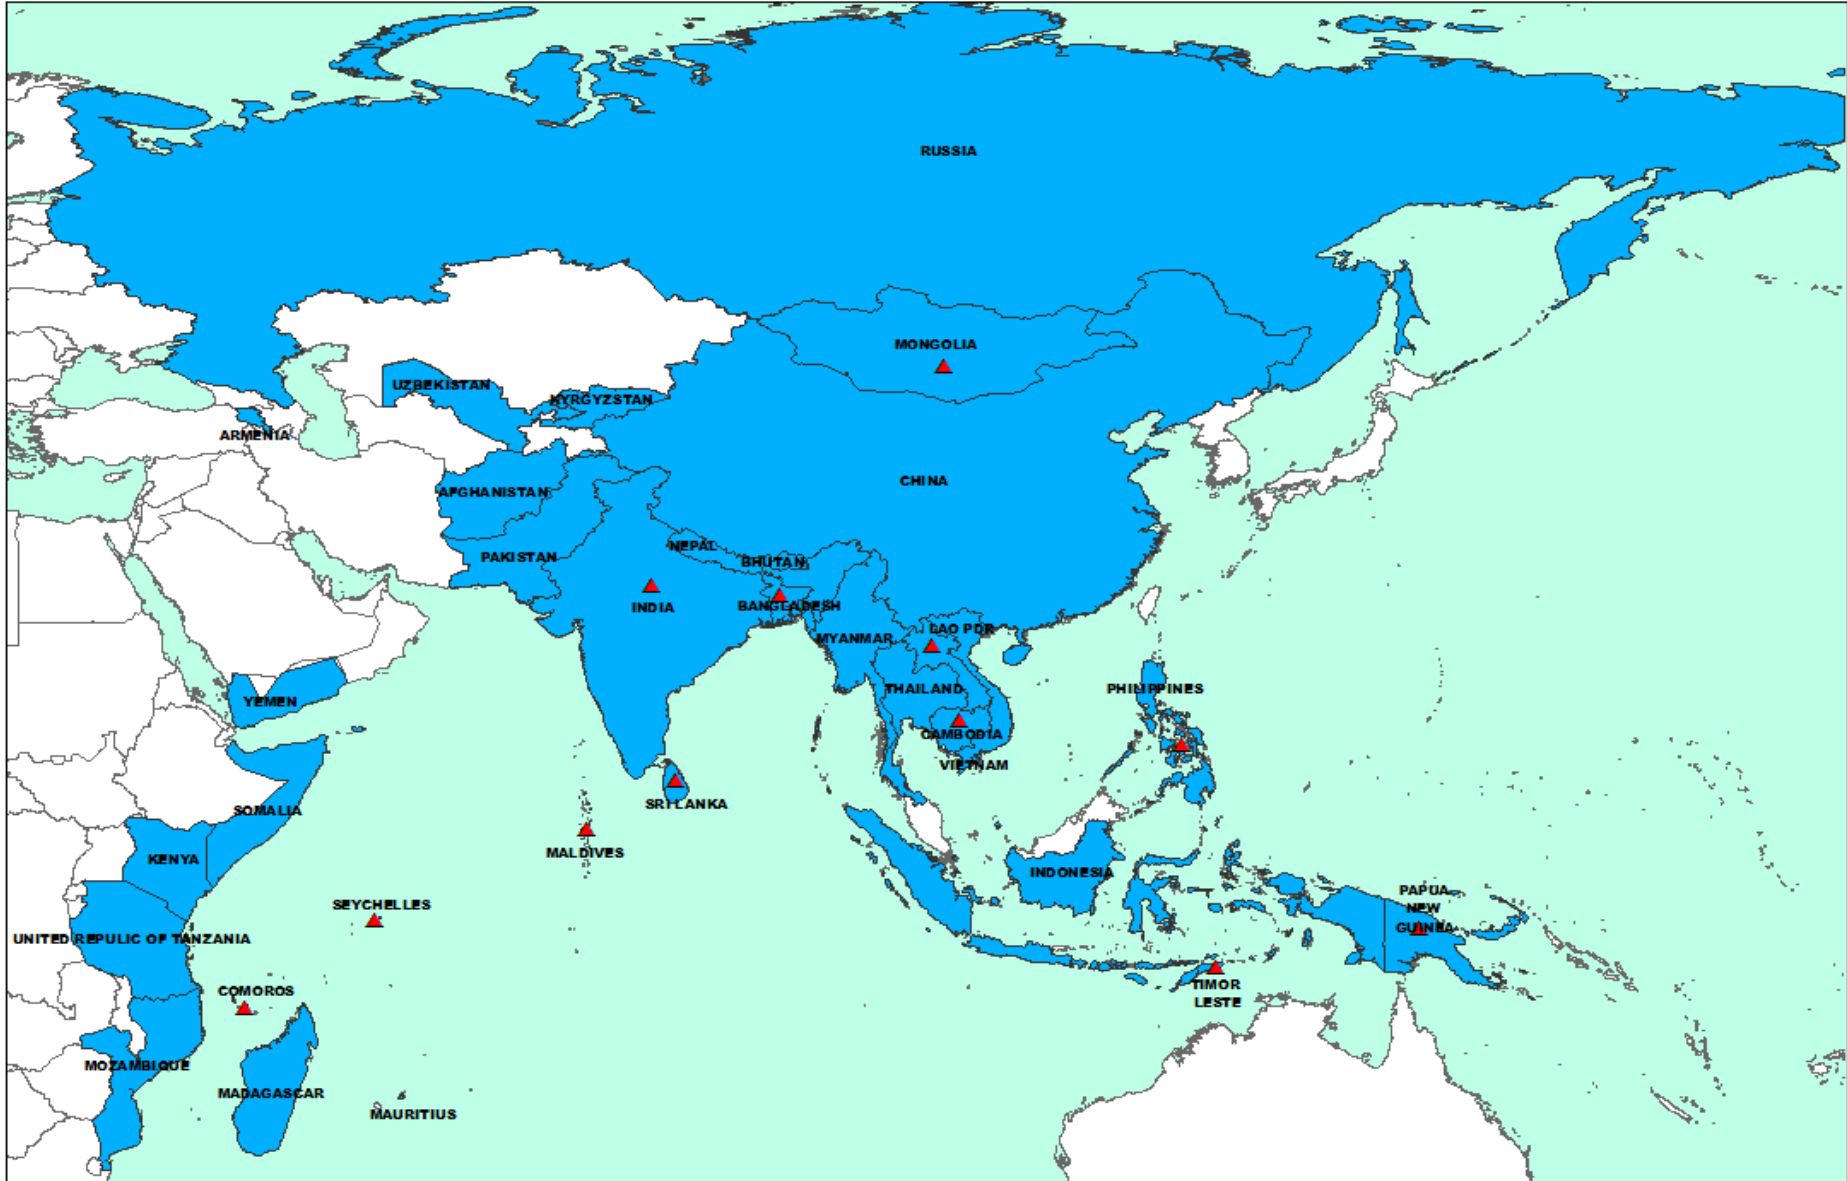 RUSSIA
MONGOLIA
UZBEKISTAN
KYRGYZSTAN
ARMENIA
CHINA
AFGHANISTAN
PAKISTAN
NEPAL
BHUTAN
INDIA
BANGLADESH
LAO PDR
MYANMAR
THAILAND
PHILIPPINES
YEMEN
CAMBODIA
VIETNAM
SRI LANKA
SOMALIA
MALDIVES
KENYA
INDONESIA
PAPUA
NEW
GUINEA
SEYCHELLES
UNITED REPULIC OF TANZANIA
TIMOR
LESTE
COMOROS
MOZAMBIQUE
MADAGASCAR
MAURITIUS